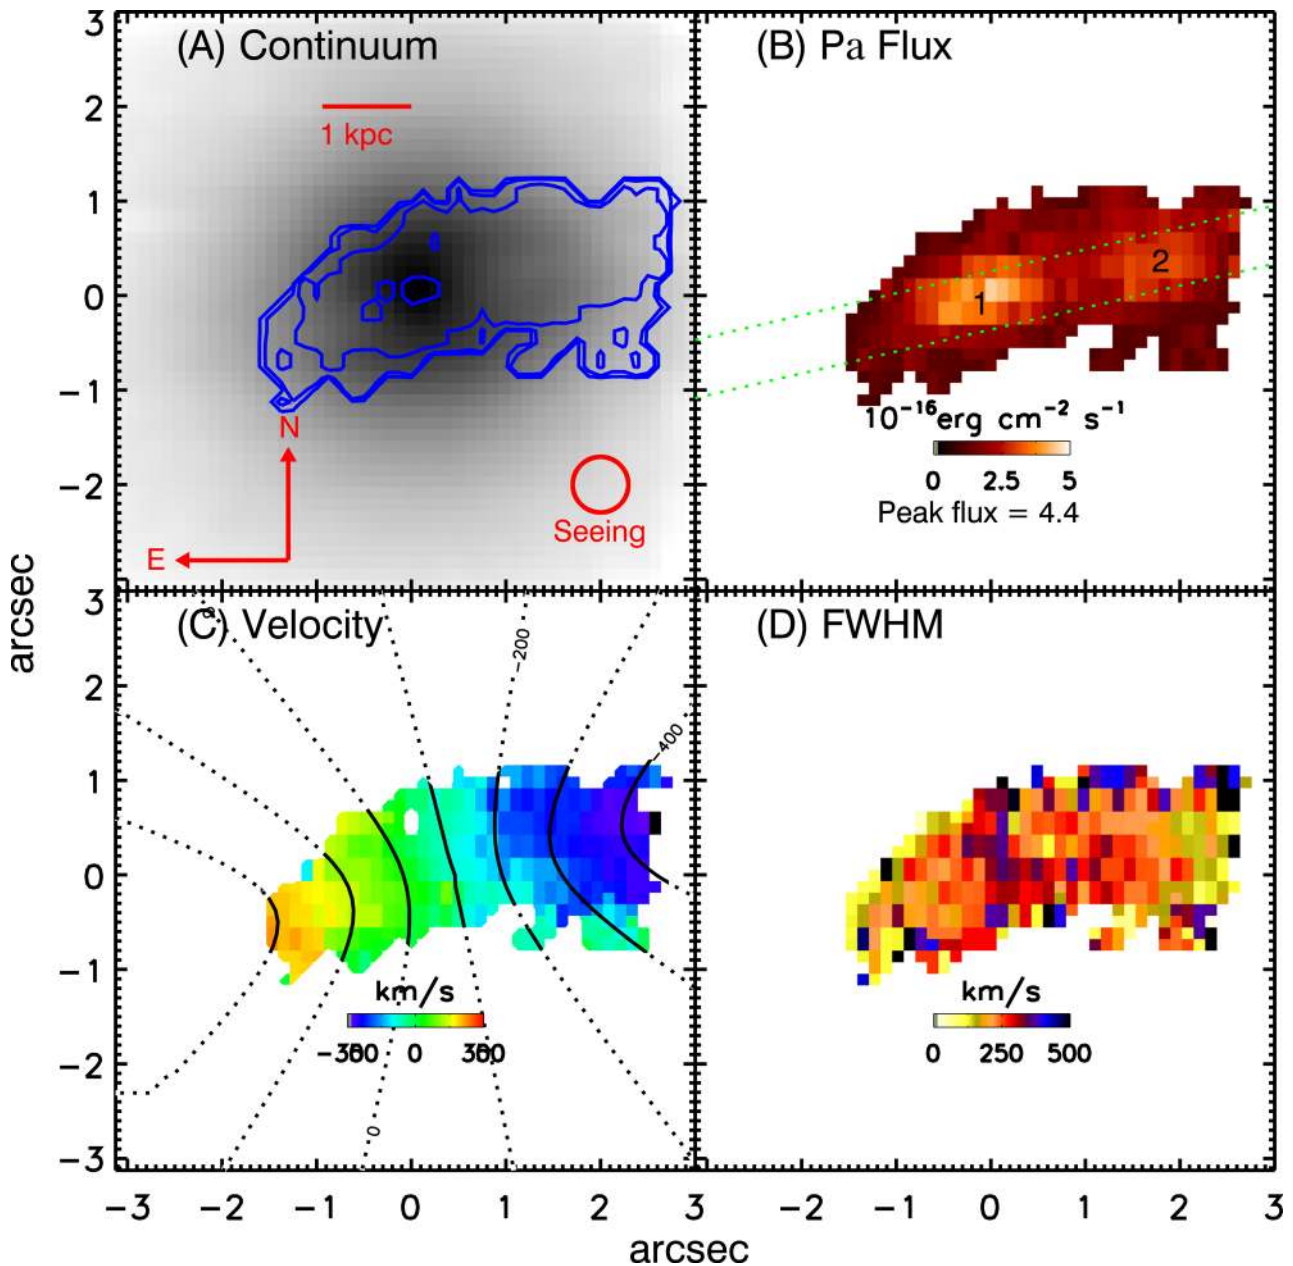 (A) Continuum
1 kpc
N
E
Seeing
3
2
1
0
−1
−2
(B) Pa Flux
1
2
10⁻¹⁶erg cm⁻² s⁻¹
0 2.5 5
Peak flux = 4.4
arcsec
(C) Velocity
−200
−400
0
km/s
0
3
2
1
0
−1
−2
−3
(D) FWHM
km/s
0 250 500
−3 −2 −1 0 1 2 3
−2 −1 0 1 2 3
arcsec